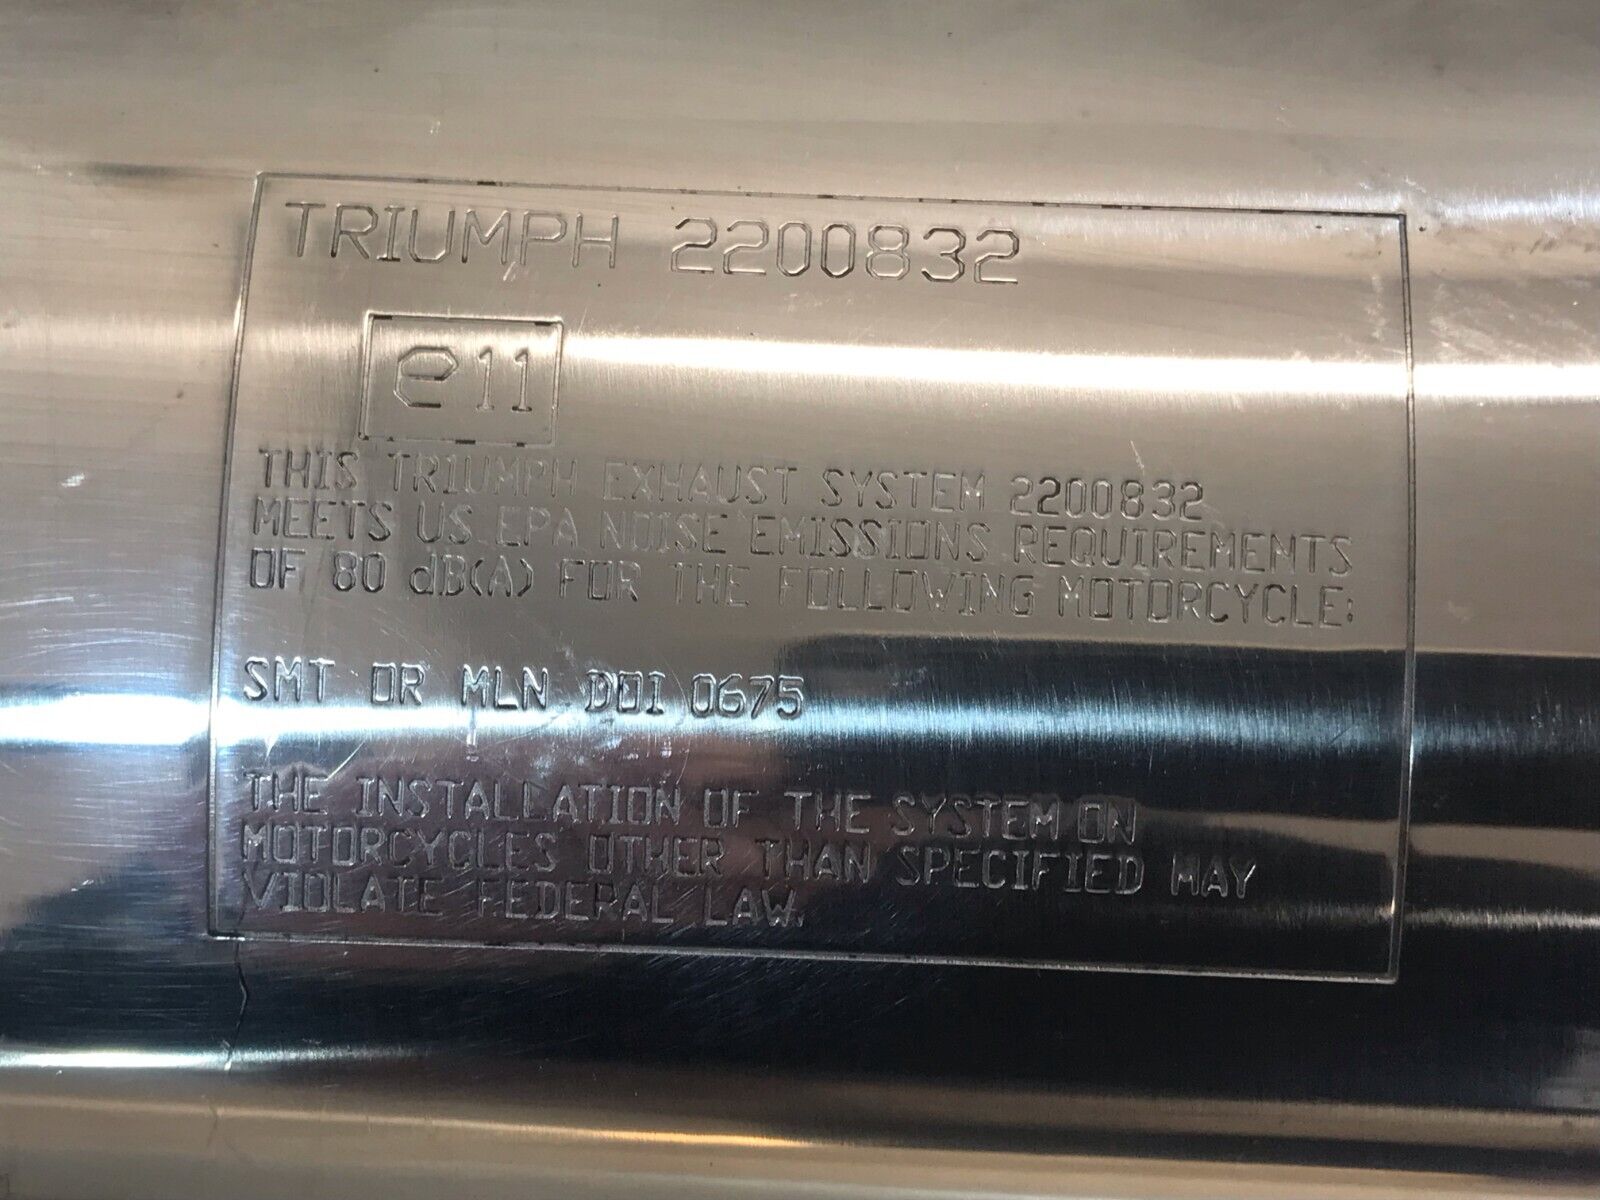 TRIUMPH 2200832
e11
THIS TRIUMPH EXHAUST SYSTEM 2200832
MEETS US EPA NOISE EMISSIONS REQUIREMENTS
OF 80 dB(A) FOR THE FOLLOWING MOTORCYCLE:
SMT OR MLN DOI 0675
THE INSTALLATION OF THE SYSTEM ON
MOTORCYCLES OTHER THAN SPECIFIED MAY
VIOLATE FEDERAL LAW.